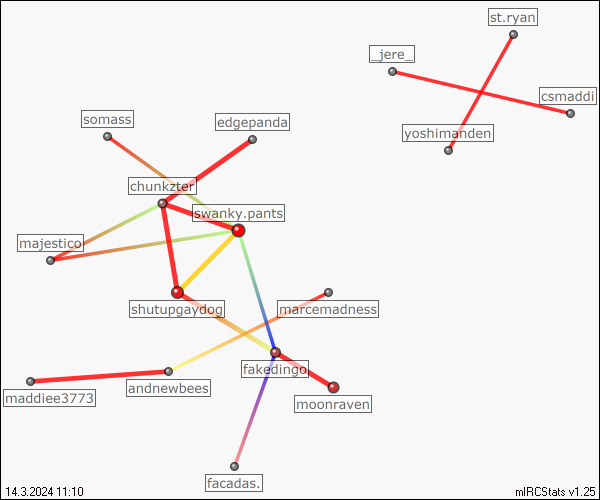 st.ryan
_jere_
csmaddi
somass
edgepanda
yoshimanden
chunkzter
swanky.pants
majestico
shutupgaydog
marcemadness
fakedingo
andnewbees
maddiee3773
moonraven
facadas.
14.3.2024 11:10
mIRCStats v1.25